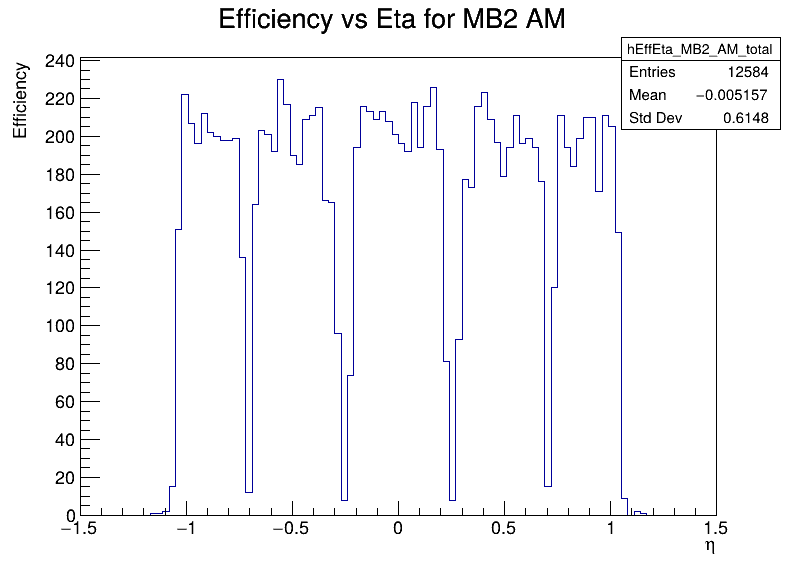 Efficiency vs Eta for MB2 AM
hEffEta_MB2_AM_total
Entries 12584
Mean −0.005157
Std Dev 0.6148
Efficiency
240
220
200
180
160
140
120
100
80
60
40
20
0
−1.5 −1 −0.5 0 0.5 1 1.5
η